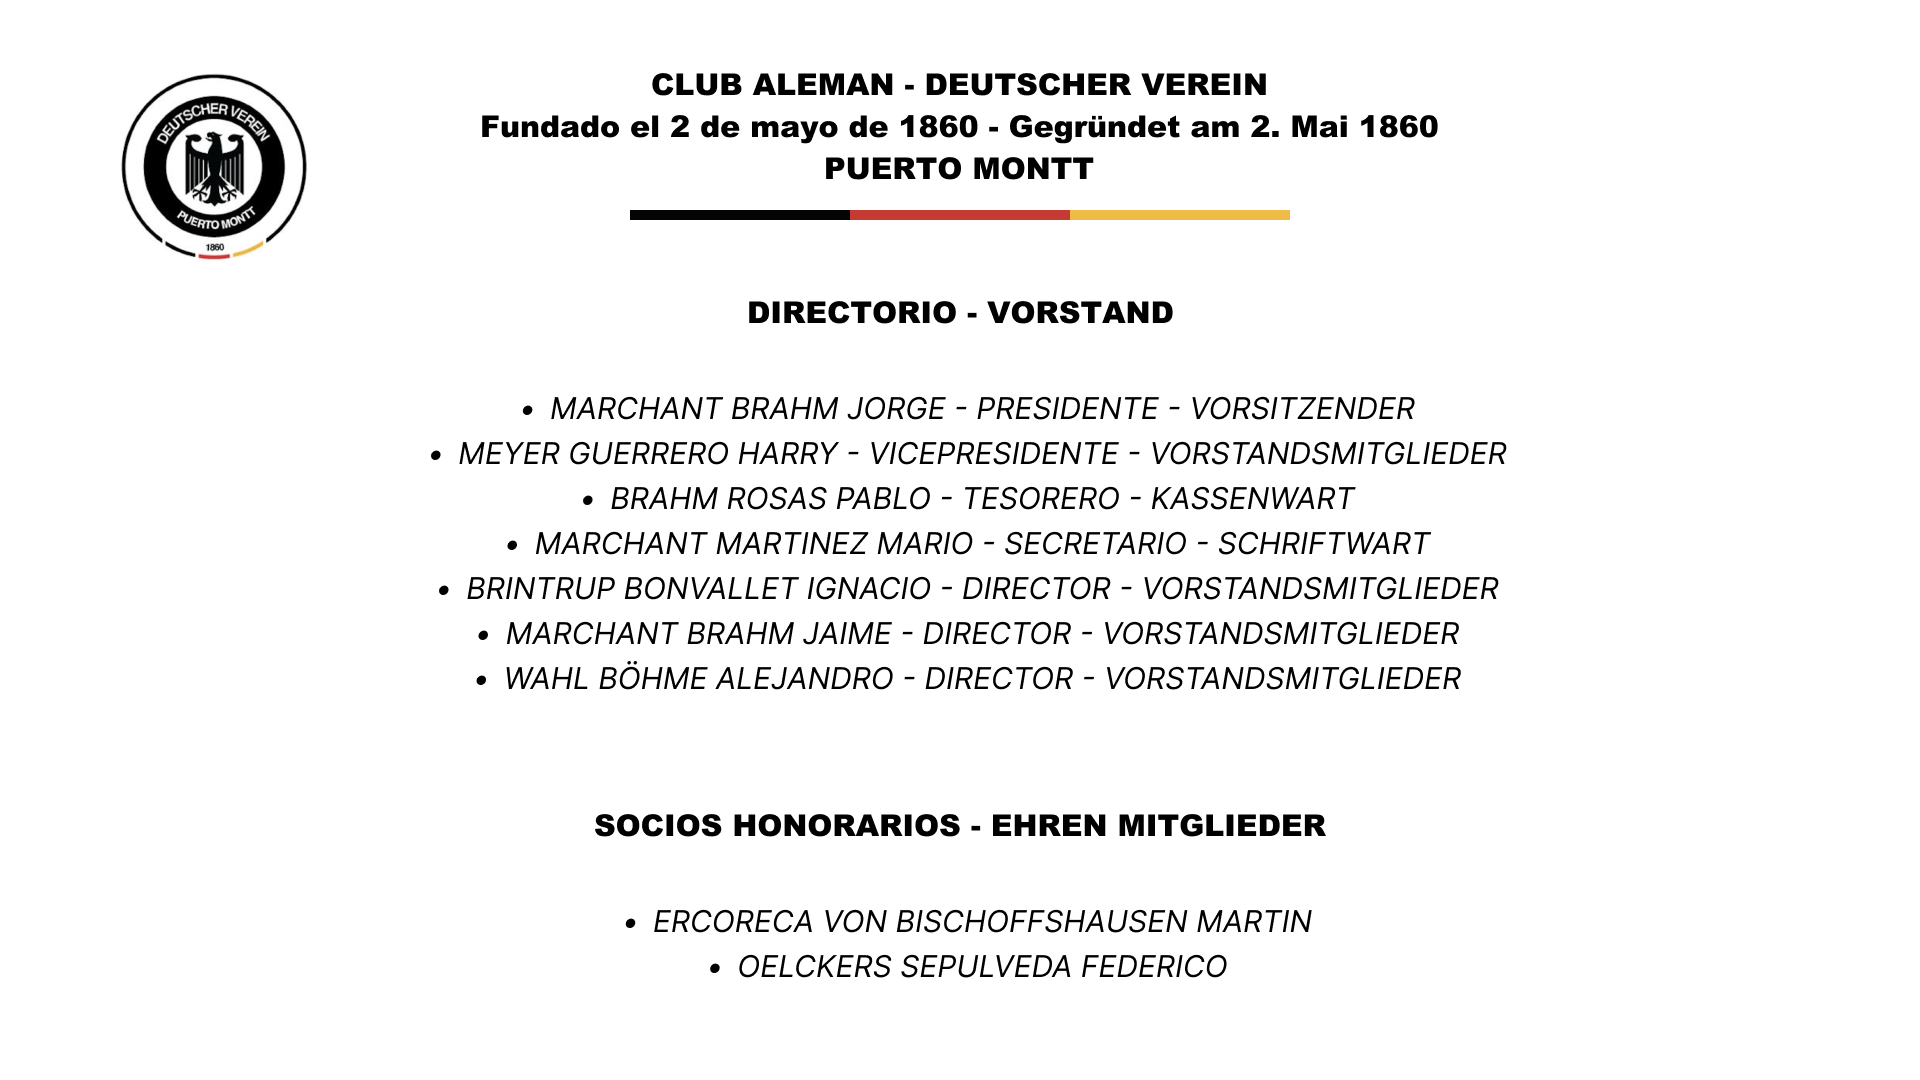 DEUTSCHER VEREIN
PUERTO MONTT
1860
CLUB ALEMAN - DEUTSCHER VEREIN
Fundado el 2 de mayo de 1860 - Gegründet am 2. Mai 1860
PUERTO MONTT
DIRECTORIO - VORSTAND
• MARCHANT BRAHM JORGE - PRESIDENTE - VORSITZENDER
• MEYER GUERRERO HARRY - VICEPRESIDENTE - VORSTANDSMITGLIEDER
• BRAHM ROSAS PABLO - TESORERO - KASSENWART
• MARCHANT MARTINEZ MARIO - SECRETARIO - SCHRIFTWART
• BRINTRUP BONVALLET IGNACIO - DIRECTOR - VORSTANDSMITGLIEDER
• MARCHANT BRAHM JAIME - DIRECTOR - VORSTANDSMITGLIEDER
• WAHL BÖHME ALEJANDRO - DIRECTOR - VORSTANDSMITGLIEDER
SOCIOS HONORARIOS - EHREN MITGLIEDER
• ERCORECA VON BISCHOFFSHAUSEN MARTIN
• OELCKERS SEPULVEDA FEDERICO